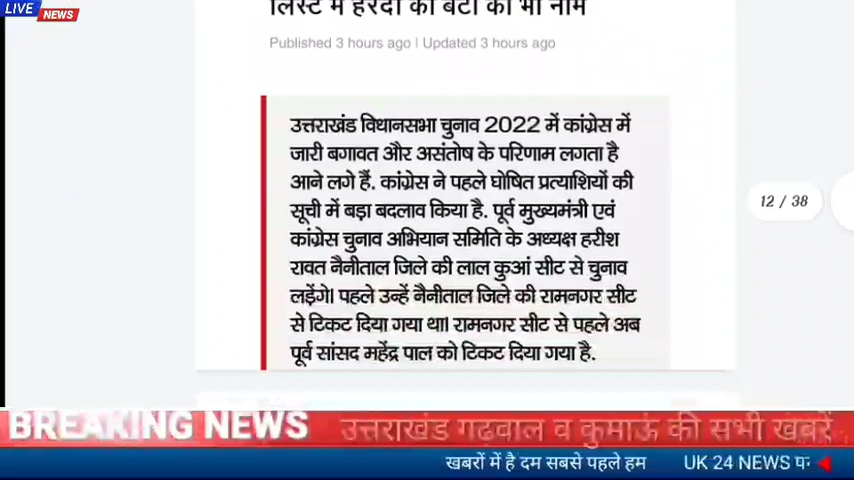 LIVE
NEWS
लिस्ट में हरदा की बेटी का भी नाम
Published 3 hours ago | Updated 3 hours ago
उत्तराखंड विधानसभा चुनाव 2022 में कांग्रेस में
जारी बगावत और असंतोष के परिणाम लगता है
आने लगे हैं. कांग्रेस ने पहले घोषित प्रत्याशियों की
सूची में बड़ा बदलाव किया है. पूर्व मुख्यमंत्री एवं
कांग्रेस चुनाव अभियान समिति के अध्यक्ष हरीश
रावत नैनीताल जिले की लाल कुआं सीट से चुनाव
लड़ेंगे। पहले उन्हें नैनीताल जिले की रामनगर सीट
से टिकट दिया गया था। रामनगर सीट से पहले अब
पूर्व सांसद महेंद्र पाल को टिकट दिया गया है.
12 / 38
BREAKING NEWS उत्तराखंड गढ़वाल व कुमाऊं की सभी खबरें
खबरों में है दम सबसे पहले हम UK 24 NEWS पर